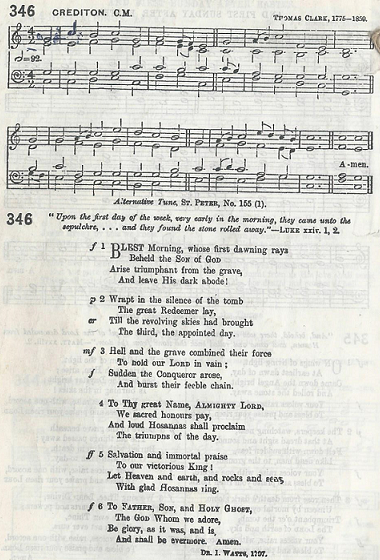 346 CREDITON. C.M. THOMAS CLARK, 1775—1859.
=92.
A-men.
Alternative Tune, ST. PETER, No. 155 (1).
346 "Upon the first day of the week, very early in the morning, they came unto the
sepulchre, . . . and they found the stone rolled away."—LUKE xxiv. 1, 2.
f 1 BLEST Morning, whose first dawning rays
Beheld the SON of GOD
Arise triumphant from the grave,
And leave His dark abode!
p 2 Wrapt in the silence of the tomb
The great Redeemer lay,
cr Till the revolving skies had brought
The third, the appointed day.
mf 3 Hell and the grave combined their force
To hold our LORD in vain;
f Sudden the Conqueror arose,
And burst their feeble chain.
4 To Thy great Name, ALMIGHTY LORD,
We sacred honours pay,
And loud Hosannas shall proclaim
The triumphs of the day.
ff 5 Salvation and immortal praise
To our victorious King!
Let Heaven and earth, and rocks and seas,
With glad Hosannas ring.
f 6 To FATHER, SON, and HOLY GHOST,
The GOD Whom we adore,
Be glory, as it was, and is,
And shall be evermore. Amen.
DR. I. WATTS, 1707.